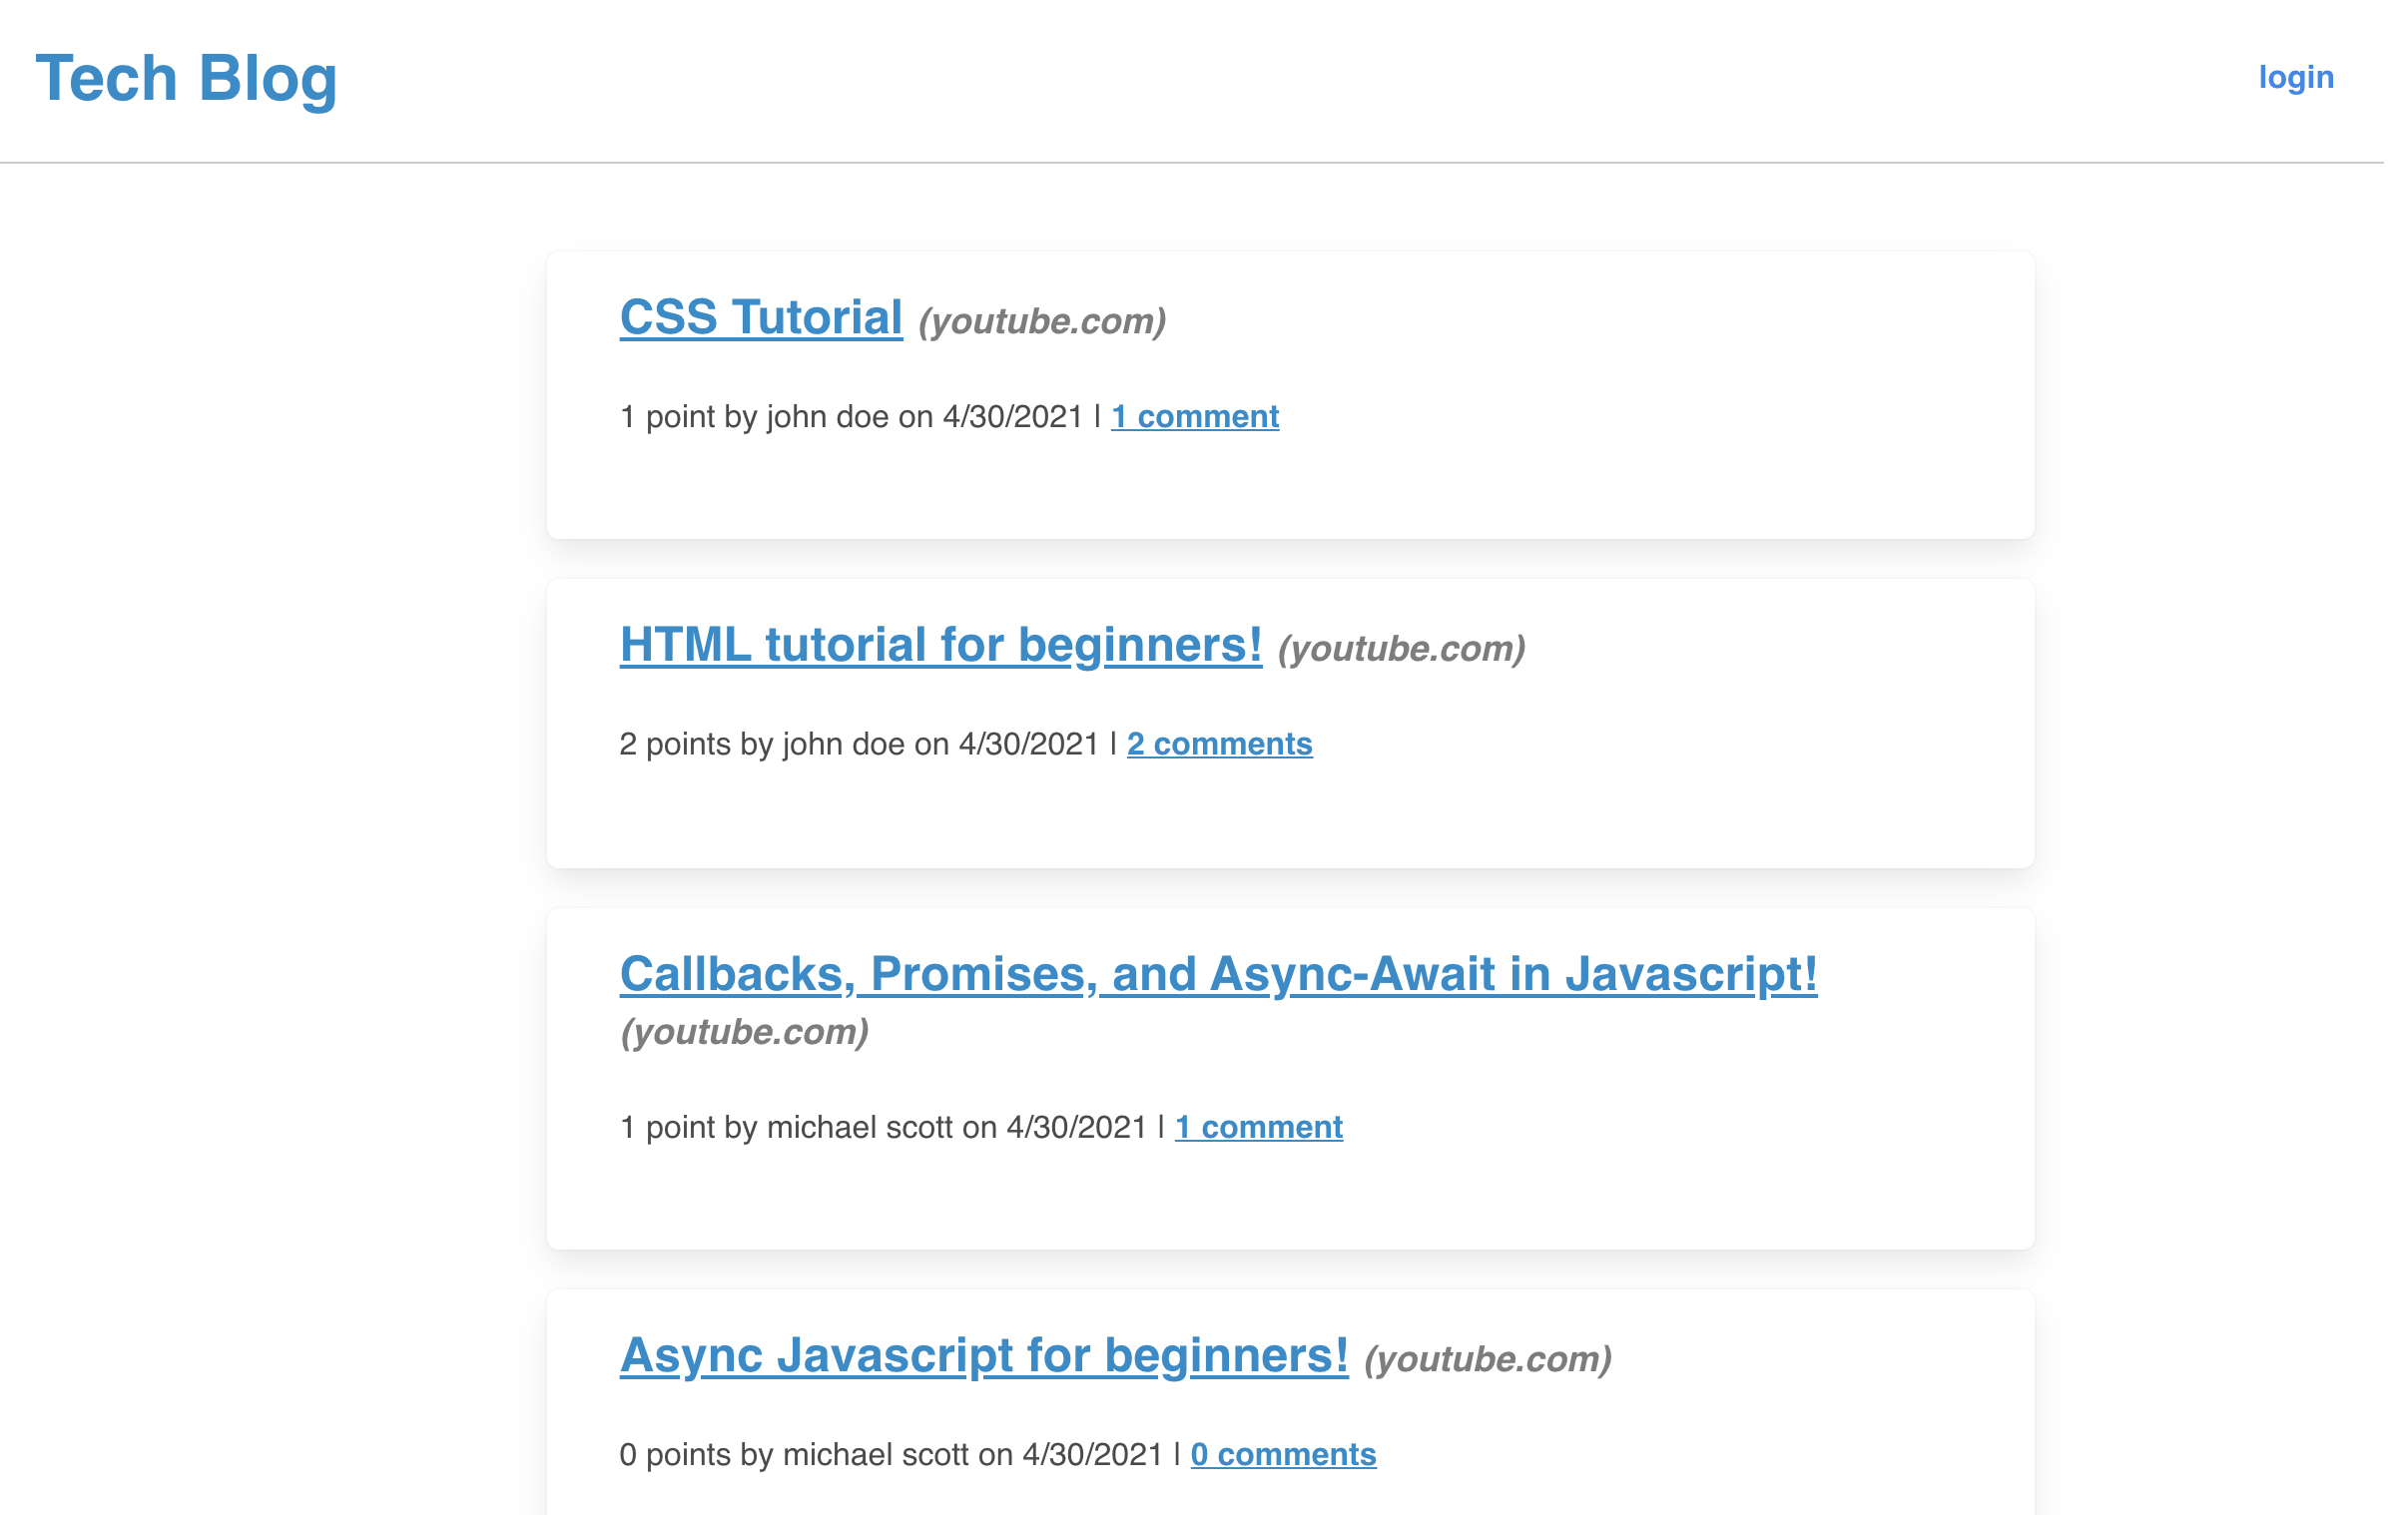 Tech Blog
login
CSS Tutorial (youtube.com)
1 point by john doe on 4/30/2021 | 1 comment
HTML tutorial for beginners! (youtube.com)
2 points by john doe on 4/30/2021 | 2 comments
Callbacks, Promises, and Async-Await in Javascript!
(youtube.com)
1 point by michael scott on 4/30/2021 | 1 comment
Async Javascript for beginners! (youtube.com)
0 points by michael scott on 4/30/2021 | 0 comments